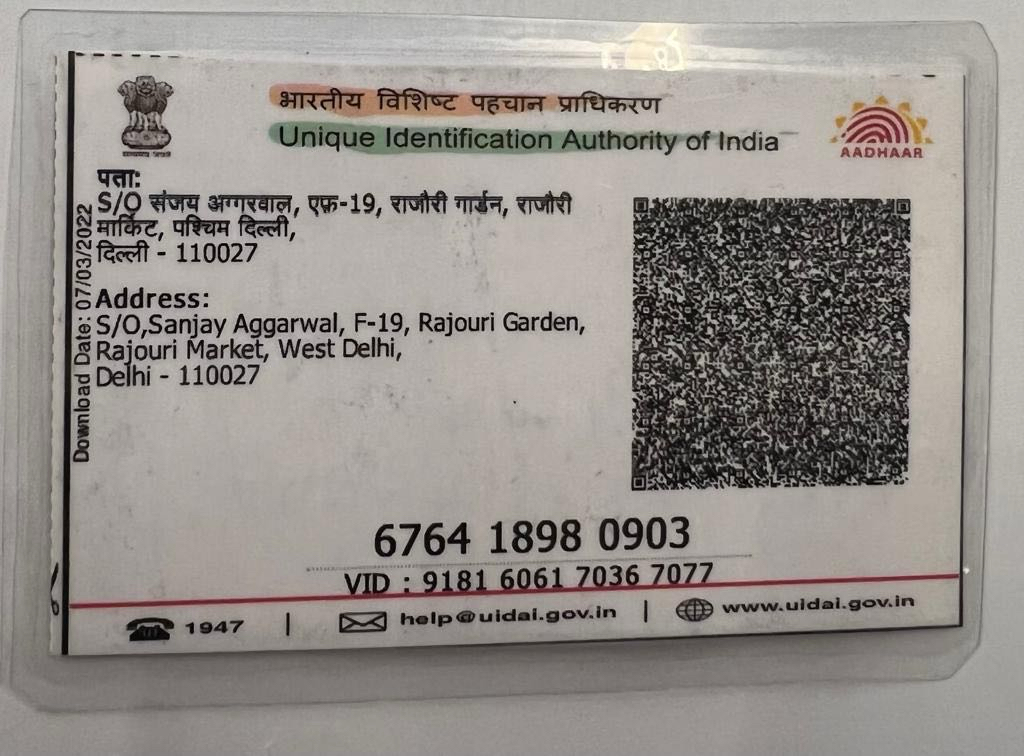 भारतीय विशिष्ट पहचान प्राधिकरण
Unique Identification Authority of India
AADHAAR
पता:
S/O संजय अग्गरवाल, एफ़-19, राजौरी गार्डन, राजौरी
मार्किट, पश्चिम दिल्ली,
दिल्ली - 110027
Address:
S/O,Sanjay Aggarwal, F-19, Rajouri Garden,
Rajouri Market, West Delhi,
Delhi - 110027
Download Date: 07/03/2022
6764 1898 0903
VID : 9181 6061 7036 7077
1947 | help@uidai.gov.in | www.uidai.gov.in